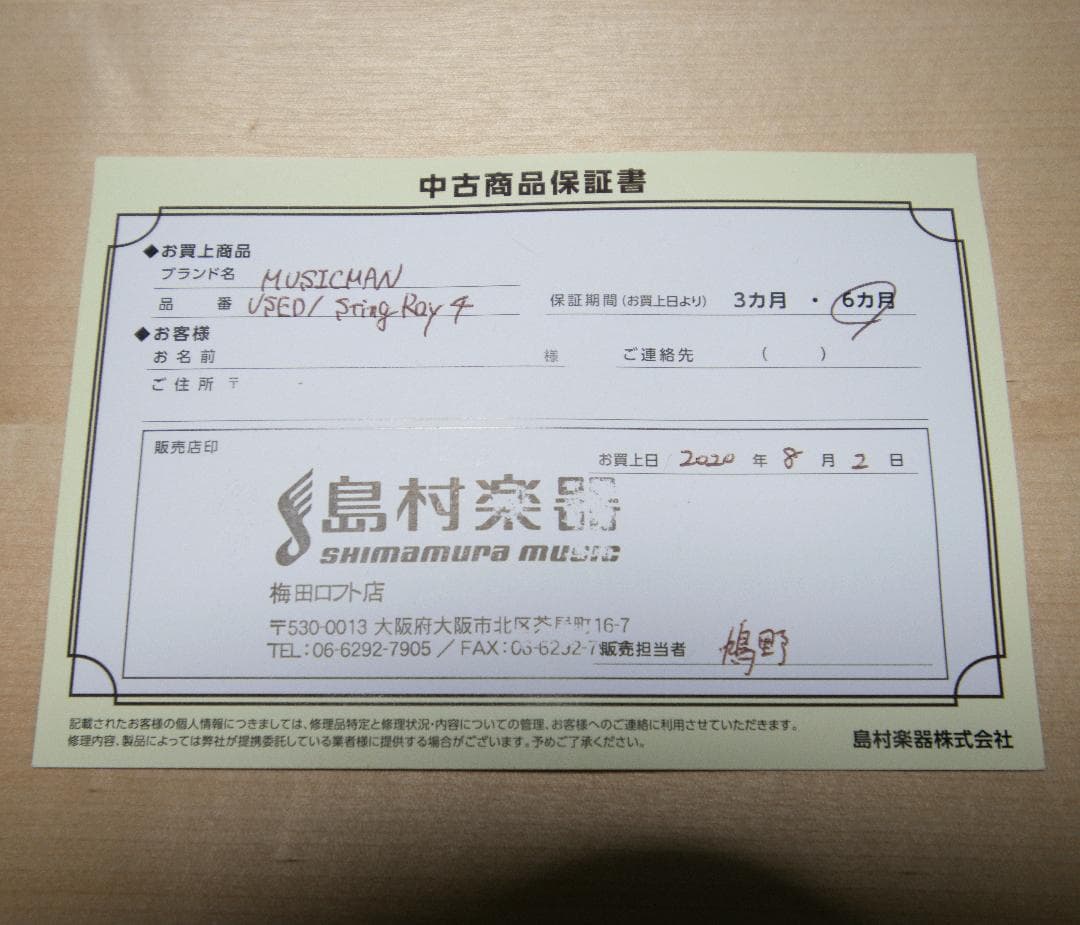 中古商品保証書
◆お買上商品
ブランド名 MUSICMAN
品番 USED/ Sting Ray 4 保証期間(お買上日より) 3カ月・6カ月
◆お客様
お名前 様 ご連絡先 ( )
ご住所 〒 -
販売店印
お買上日 2020 年 8 月 2 日
島村楽器
SHIMAMURA MUSIC
梅田ロフト店
〒530-0013 大阪府大阪市北区茶屋町16-7
TEL:06-6292-7905/FAX:06-6292-7 販売担当者
記載されたお客様の個人情報につきましては、修理品特定と修理状況・内容についての管理、お客様へのご連絡に利用させていただきます。
修理内容、製品によっては弊社が提携委託している業者様に提供する場合がございます。予めご了承ください。
島村楽器株式会社